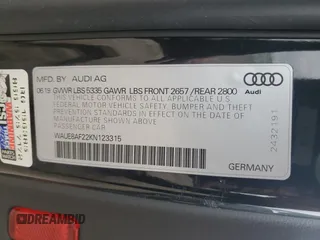 MFD. BY: AUDI AG
06.19 GVWR LBS 5335 GAWR LBS FRONT 2657 /REAR 2800
THIS VEHICLE CONFORMS TO ALL APPLICABLE U.S.
FEDERAL MOTOR VEHICLE SAFETY, BUMPER, AND
THEFT PREVENTION STANDARDS IN EFFECT ON THE
DATE OF MANUFACTURE SHOWN ABOVE.
PASSENGER CAR
WAUE8AF22KN123315
Audi
2432191
GERMANY
DREAMBID